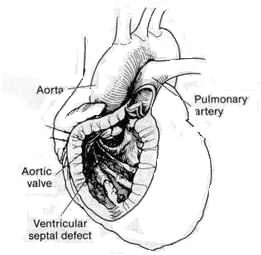 Aorta
Pulmonary
artery
Aortic
valve
Ventricular
septal defect